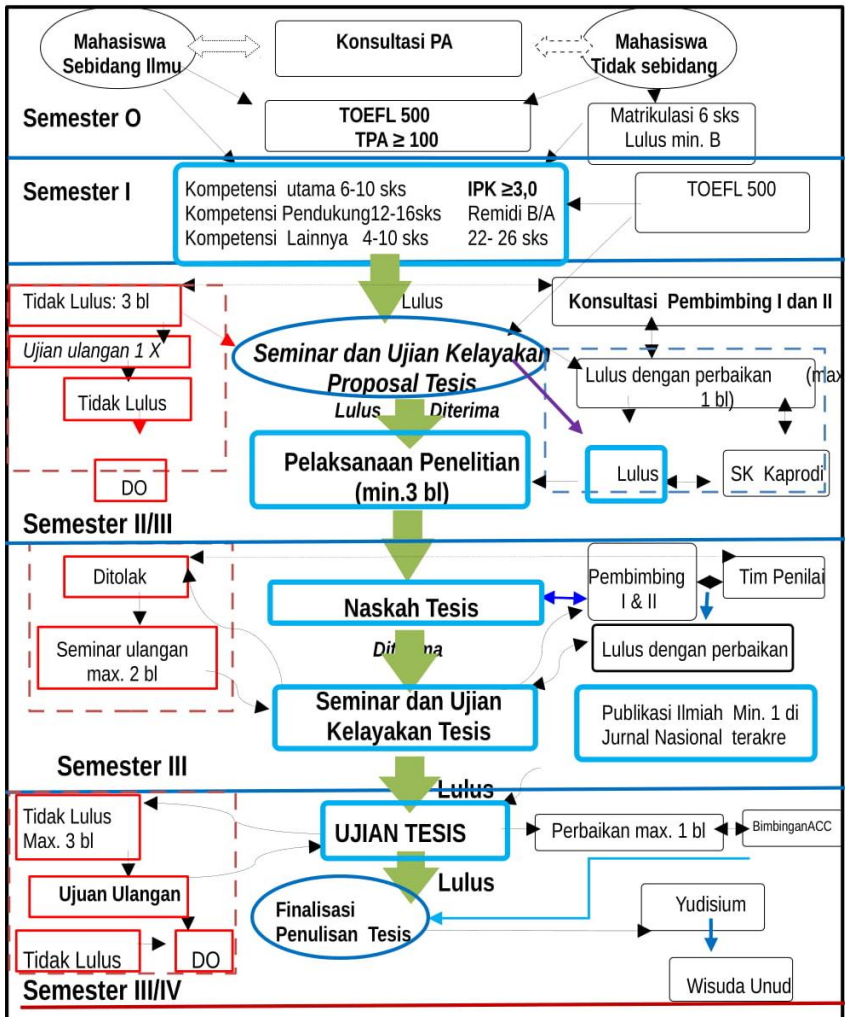 Mahasiswa
Sebidang Ilmu
Konsultasi PA
Mahasiswa
Tidak sebidang
Semester O
TOEFL 500
TPA ≥ 100
Matrikulasi 6 sks
Lulus min. B
Semester I
Kompetensi utama 6-10 sks IPK ≥3,0
Kompetensi Pendukung12-16sks Remidi B/A
Kompetensi Lainnya 4-10 sks 22- 26 sks
TOEFL 500
Tidak Lulus: 3 bl
Lulus
Konsultasi Pembimbing I dan II
Ujian ulangan 1 X
Seminar dan Ujian Kelayakan
Proposal Tesis
Lulus dengan perbaikan (max
1 bl)
Tidak Lulus
Lulus Diterima
Pelaksanaan Penelitian
(min.3 bl)
Lulus
SK Kaprodi
DO
Semester II/III
Ditolak
Naskah Tesis
Pembimbing
I & II
Tim Penilai
Seminar ulangan
max. 2 bl
Lulus dengan perbaikan
Seminar dan Ujian
Kelayakan Tesis
Publikasi Ilmiah Min. 1 di
Jurnal Nasional terakre
Semester III
Lulus
Tidak Lulus
Max. 3 bl
UJIAN TESIS
Perbaikan max. 1 bl
BimbinganACC
Ujuan Ulangan
Lulus
Finalisasi
Penulisan Tesis
Yudisium
Tidak Lulus
DO
Wisuda Unud
Semester III/IV